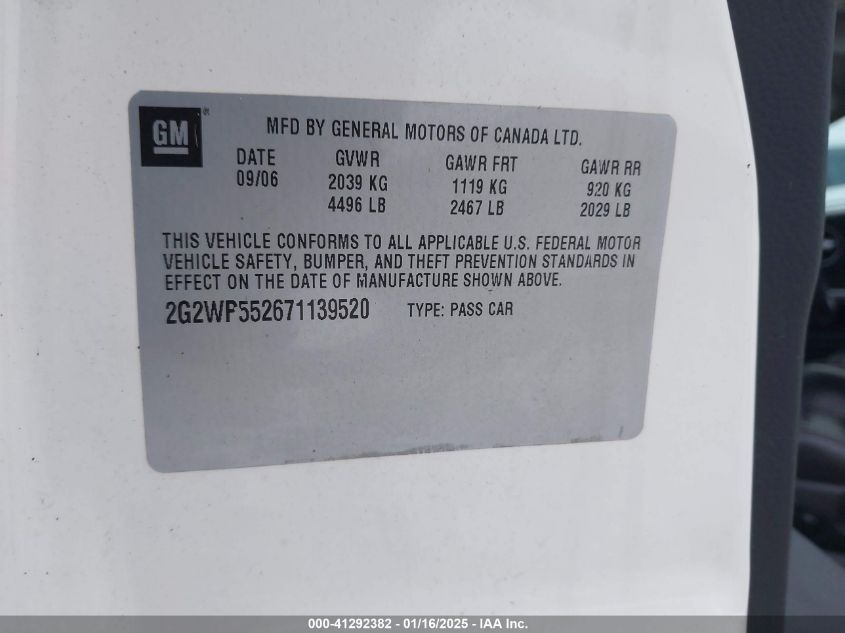 GM
MFD BY GENERAL MOTORS OF CANADA LTD.
DATE GVWR GAWR FRT GAWR RR
09/06 2039 KG 1119 KG 920 KG
4496 LB 2467 LB 2029 LB
THIS VEHICLE CONFORMS TO ALL APPLICABLE U.S. FEDERAL MOTOR
VEHICLE SAFETY, BUMPER, AND THEFT PREVENTION STANDARDS IN
EFFECT ON THE DATE OF MANUFACTURE SHOWN ABOVE.
2G2WP552671139520 TYPE: PASS CAR
000-41292382 - 01/16/2025 - IAA Inc.